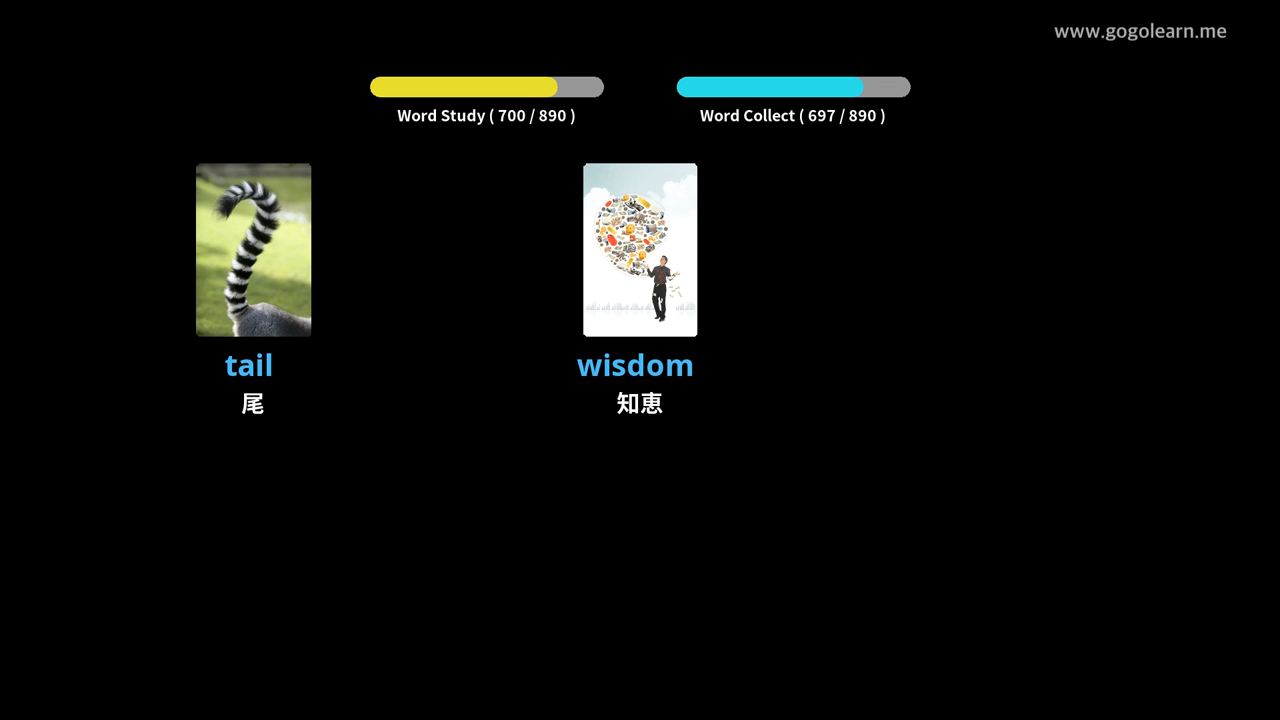 www.gogolearn.me
Word Study ( 700 / 890 )
Word Collect ( 697 / 890 )
tail
尾
wisdom
知恵